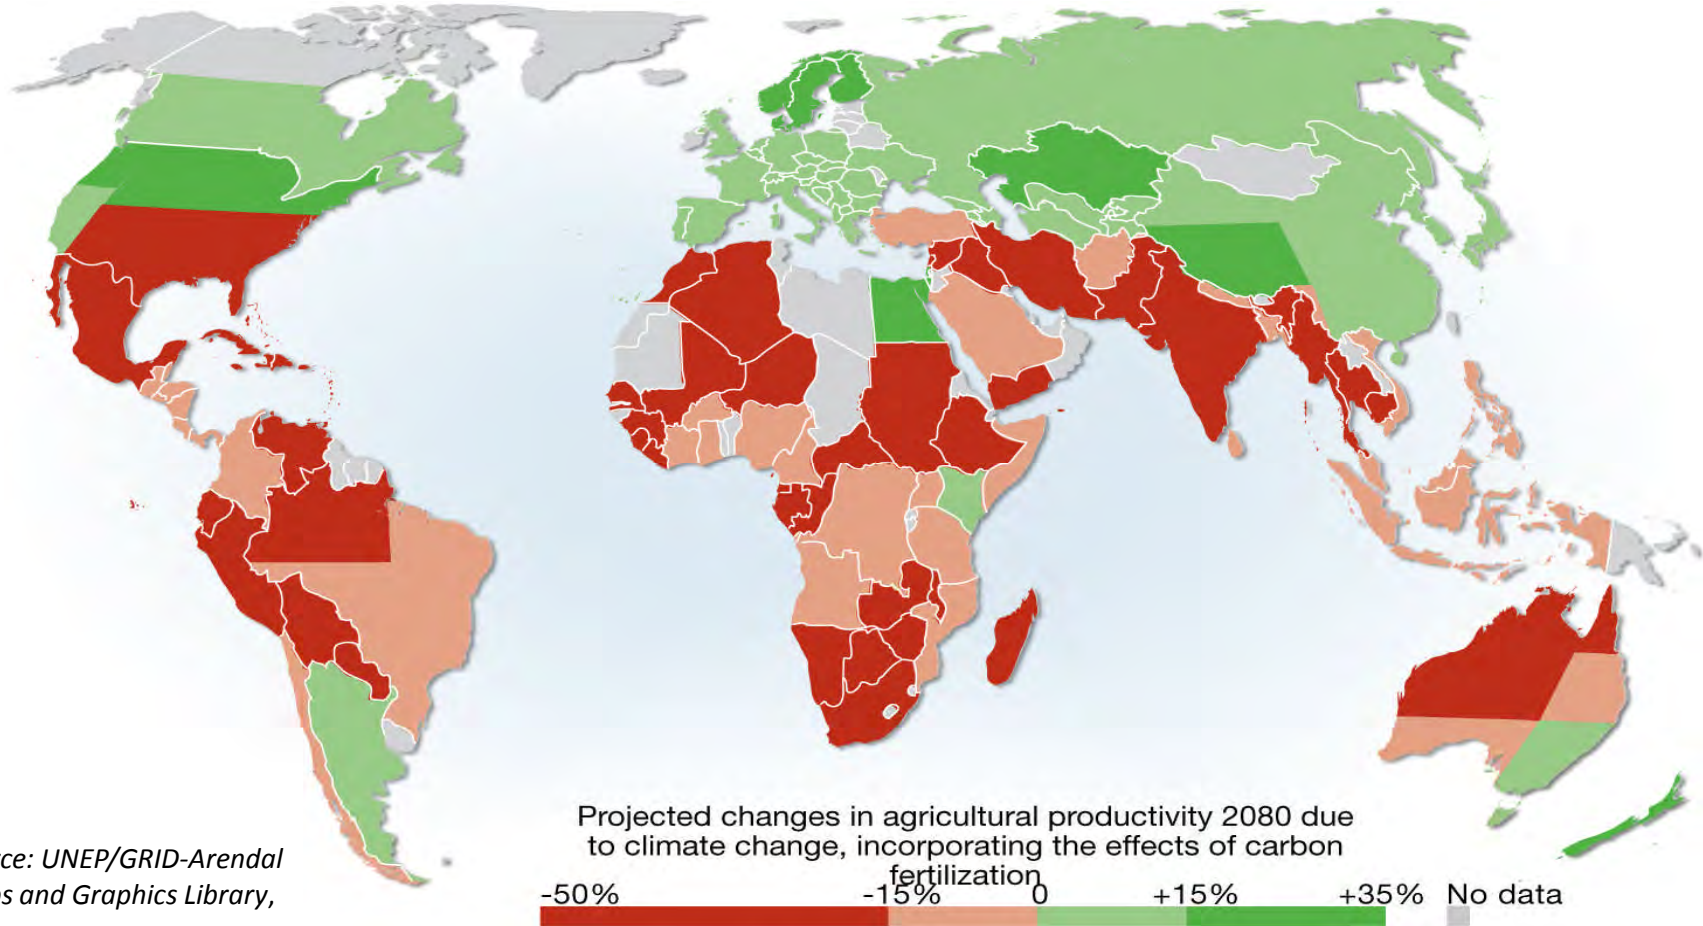 Projected changes in agricultural productivity 2080 due
to climate change, incorporating the effects of carbon
fertilization
-50% -15% 0 +15% +35% No data
rce: UNEP/GRID-Arendal
s and Graphics Library,